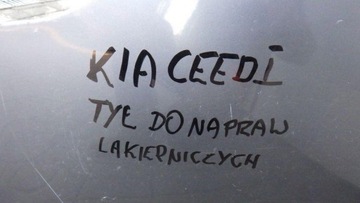 KIA CEEDI
TYŁ DO NAPRAW
LAKIERNICZYCH